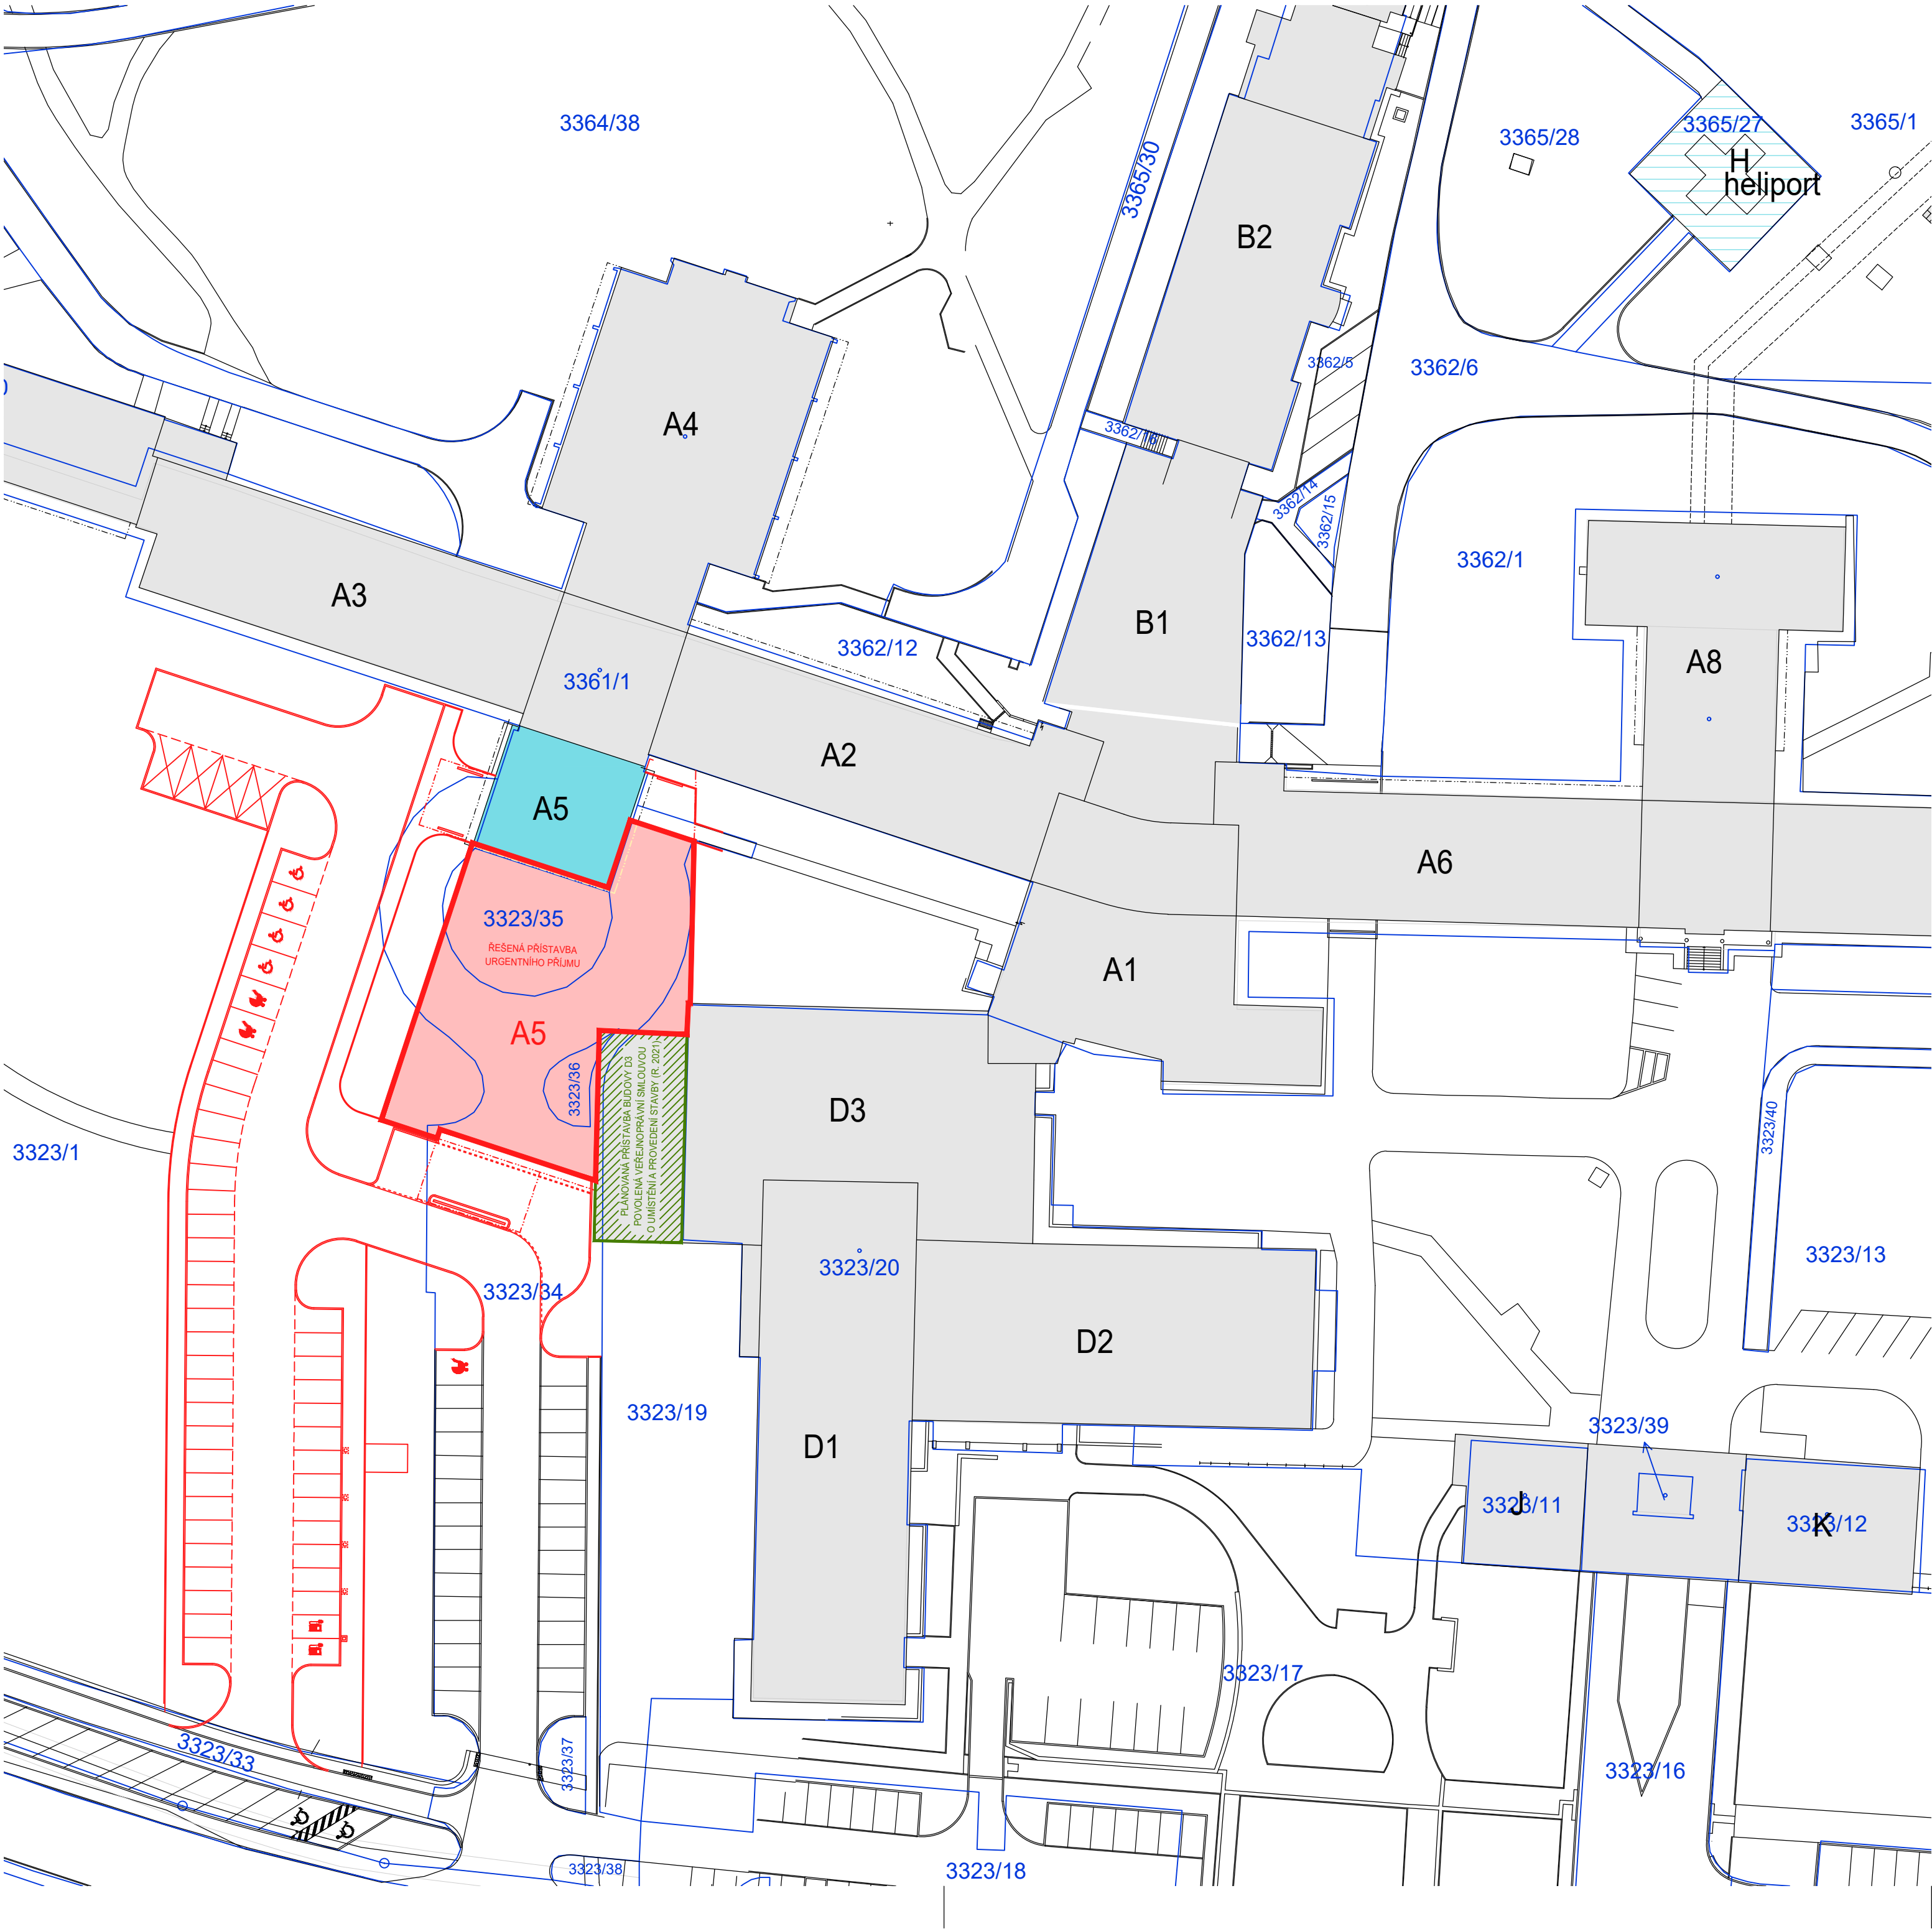 3364/38
3365/30
3365/28
3365/27
H
heliport
3365/1
B2
3362/5
3362/6
A4
3362/16
3362/14
3362/15
3362/1
A3
B1
3362/13
3362/12
A8
3361/1
A2
A5
A6
3323/35
ŘEŠENÁ PŘÍSTAVBA
URGENTNÍHO PŘÍJMU
A1
A5
3323/36
PLÁNOVANÁ PŘÍSTAVBA BUDOVY D3
POVOLENÁ VEŘEJNOPRÁVNÍ SMLOUVOU
O UMÍSTĚNÍ A PROVEDENÍ STAVBY (R. 2021)
D3
3323/40
3323/1
3323/13
3323/20
3323/34
D2
3323/19
D1
3323/39
3323/11
J
3323/12
K
3323/17
3323/33
3323/37
3323/16
3323/38
3323/18